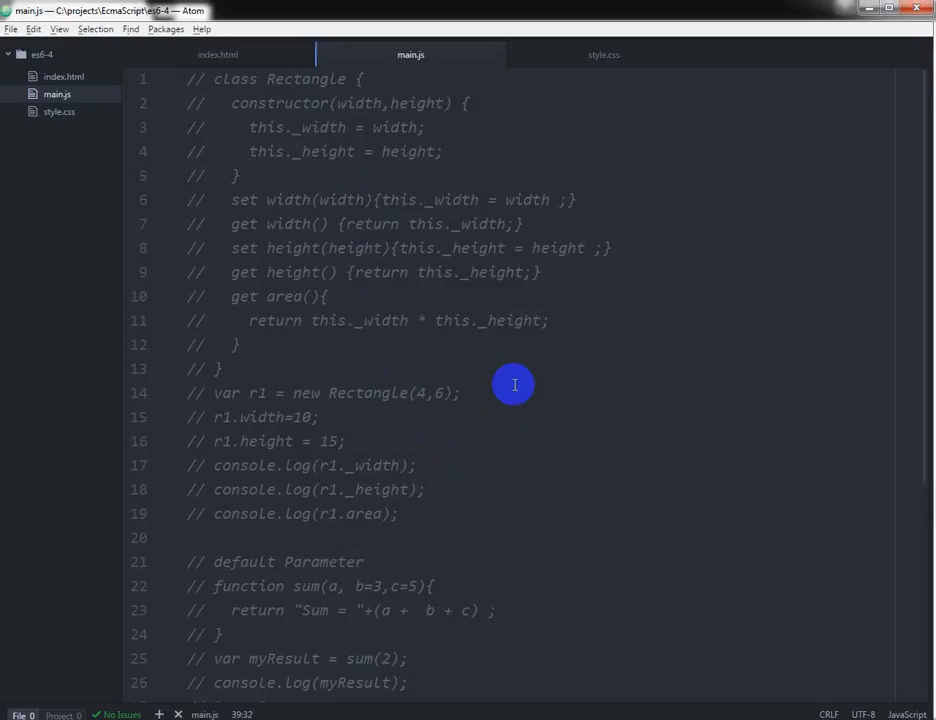 main.js — C:\projects\EcmaScript\es6-4 — Atom
File Edit View Selection Find Packages Help
es6-4
index.html
main.js
style.css
index.html main.js style.css
1 // class Rectangle {
2 //   constructor(width,height) {
3 //     this._width = width;
4 //     this._height = height;
5 //   }
6 //   set width(width){this._width = width ;}
7 //   get width() {return this._width;}
8 //   set height(height){this._height = height ;}
9 //   get height() {return this._height;}
10 //   get area(){
11 //     return this._width * this._height;
12 //   }
13 // }
14 // var r1 = new Rectangle(4,6);
15 // r1.width=10;
16 // r1.height = 15;
17 // console.log(r1._width);
18 // console.log(r1._height);
19 // console.log(r1.area);
20
21 // default Parameter
22 // function sum(a, b=3,c=5){
23 //   return "Sum = "+(a +  b + c) ;
24 // }
25 // var myResult = sum(2);
26 // console.log(myResult);
File 0 Project 0 No Issues main.js 39:32 CRLF UTF-8 JavaScript